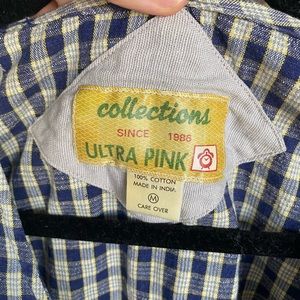 collections
SINCE 1986
ULTRA PINK
100% COTTON
MADE IN INDIA
M
CARE OVER